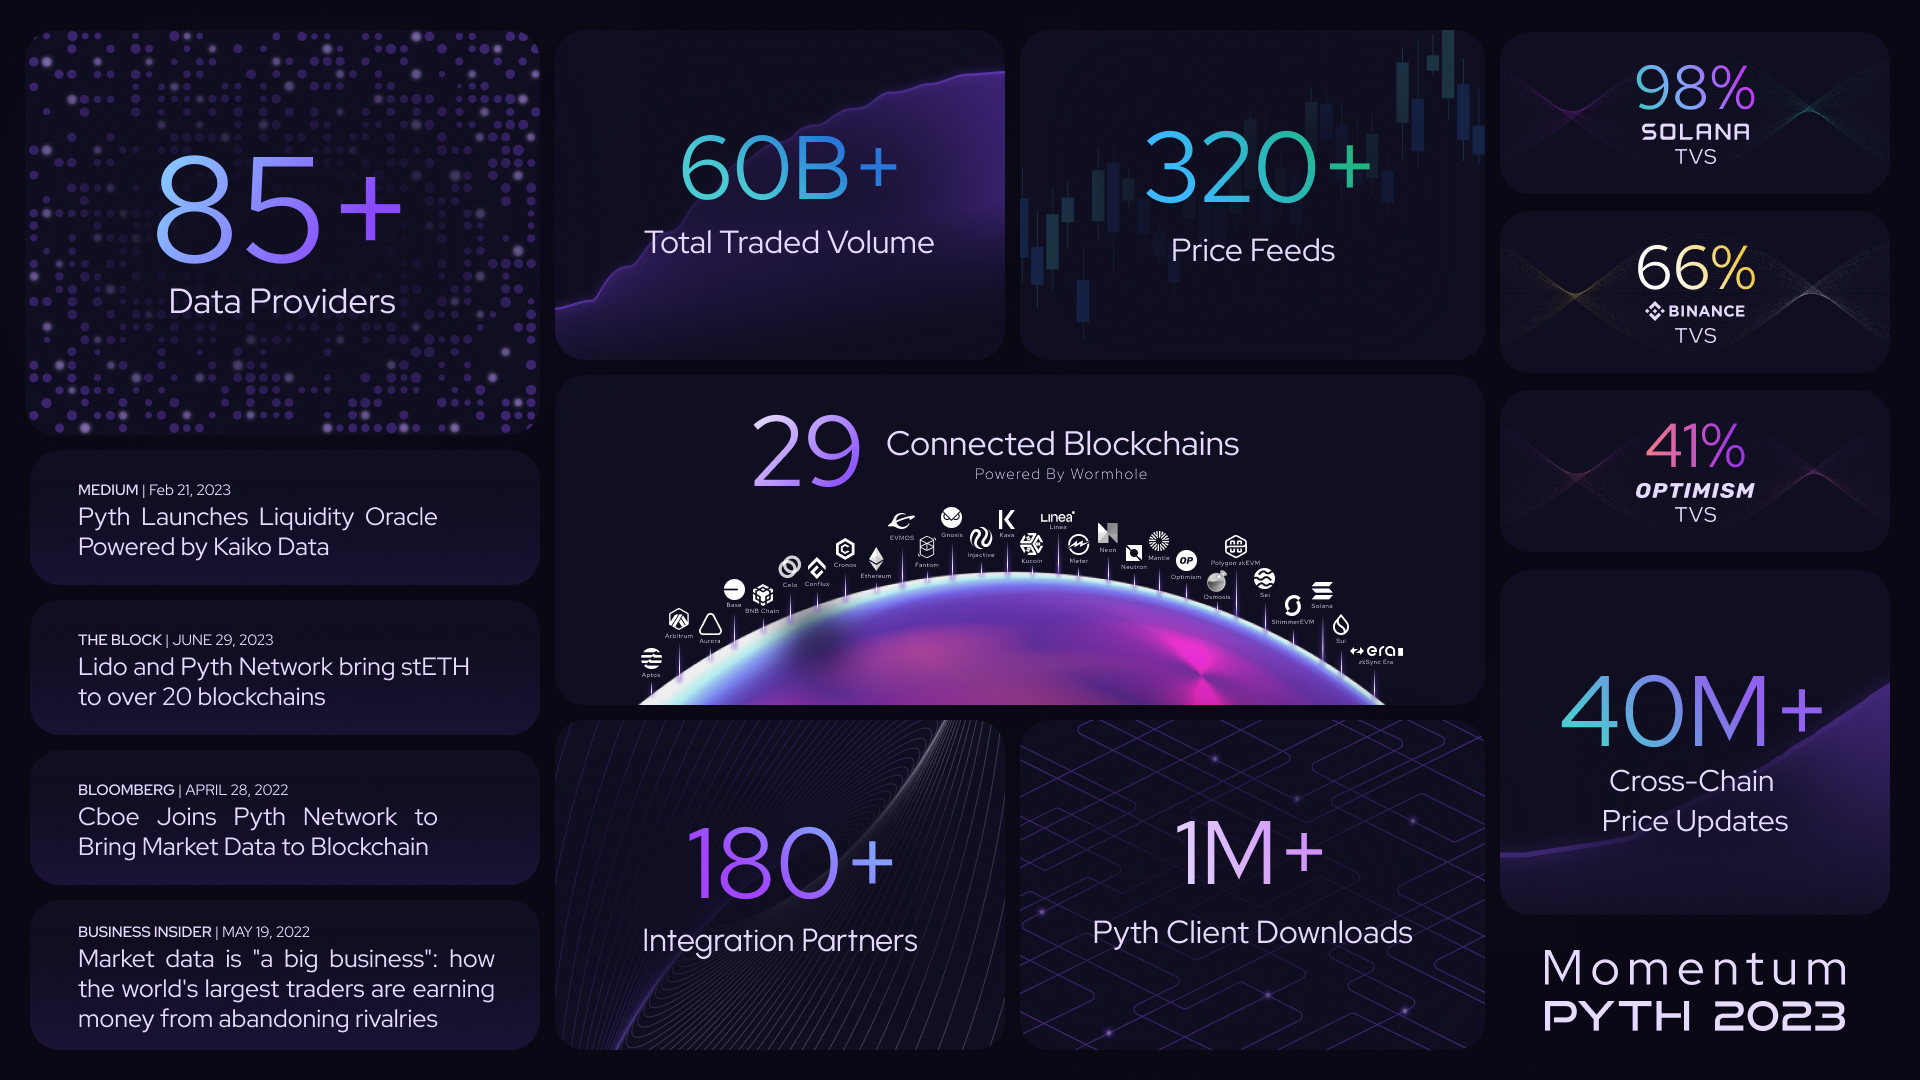 85+
Data Providers
MEDIUM | Feb 21, 2023
Pyth Launches Liquidity Oracle
Powered by Kaiko Data
THE BLOCK | JUNE 29, 2023
Lido and Pyth Network bring stETH
to over 20 blockchains
BLOOMBERG | APRIL 28, 2022
Cboe Joins Pyth Network to
Bring Market Data to Blockchain
BUSINESS INSIDER | MAY 19, 2022
Market data is "a big business": how
the world's largest traders are earning
money from abandoning rivalries
60B+
Total Traded Volume
320+
Price Feeds
29 Connected Blockchains
Powered By Wormhole
Aptos
Arbitrum
Aurora
Base
BNB Chain
Celo
Conflux
Cronos
Ethereum
EVMOS
Fantom
Gnosis
Injective
Kava
Kucoin
LINEA
Linea
Meter
Neon
Neutron
Mantle
OP
Optimism
Osmosis
Polygon zkEVM
Sei
ShimmerEVM
Solana
Sui
era
zkSync Era
180+
Integration Partners
1M+
Pyth Client Downloads
98%
SOLANA
TVS
66%
BINANCE
TVS
41%
OPTIMISM
TVS
40M+
Cross-Chain
Price Updates
Momentum
PYTH 2023